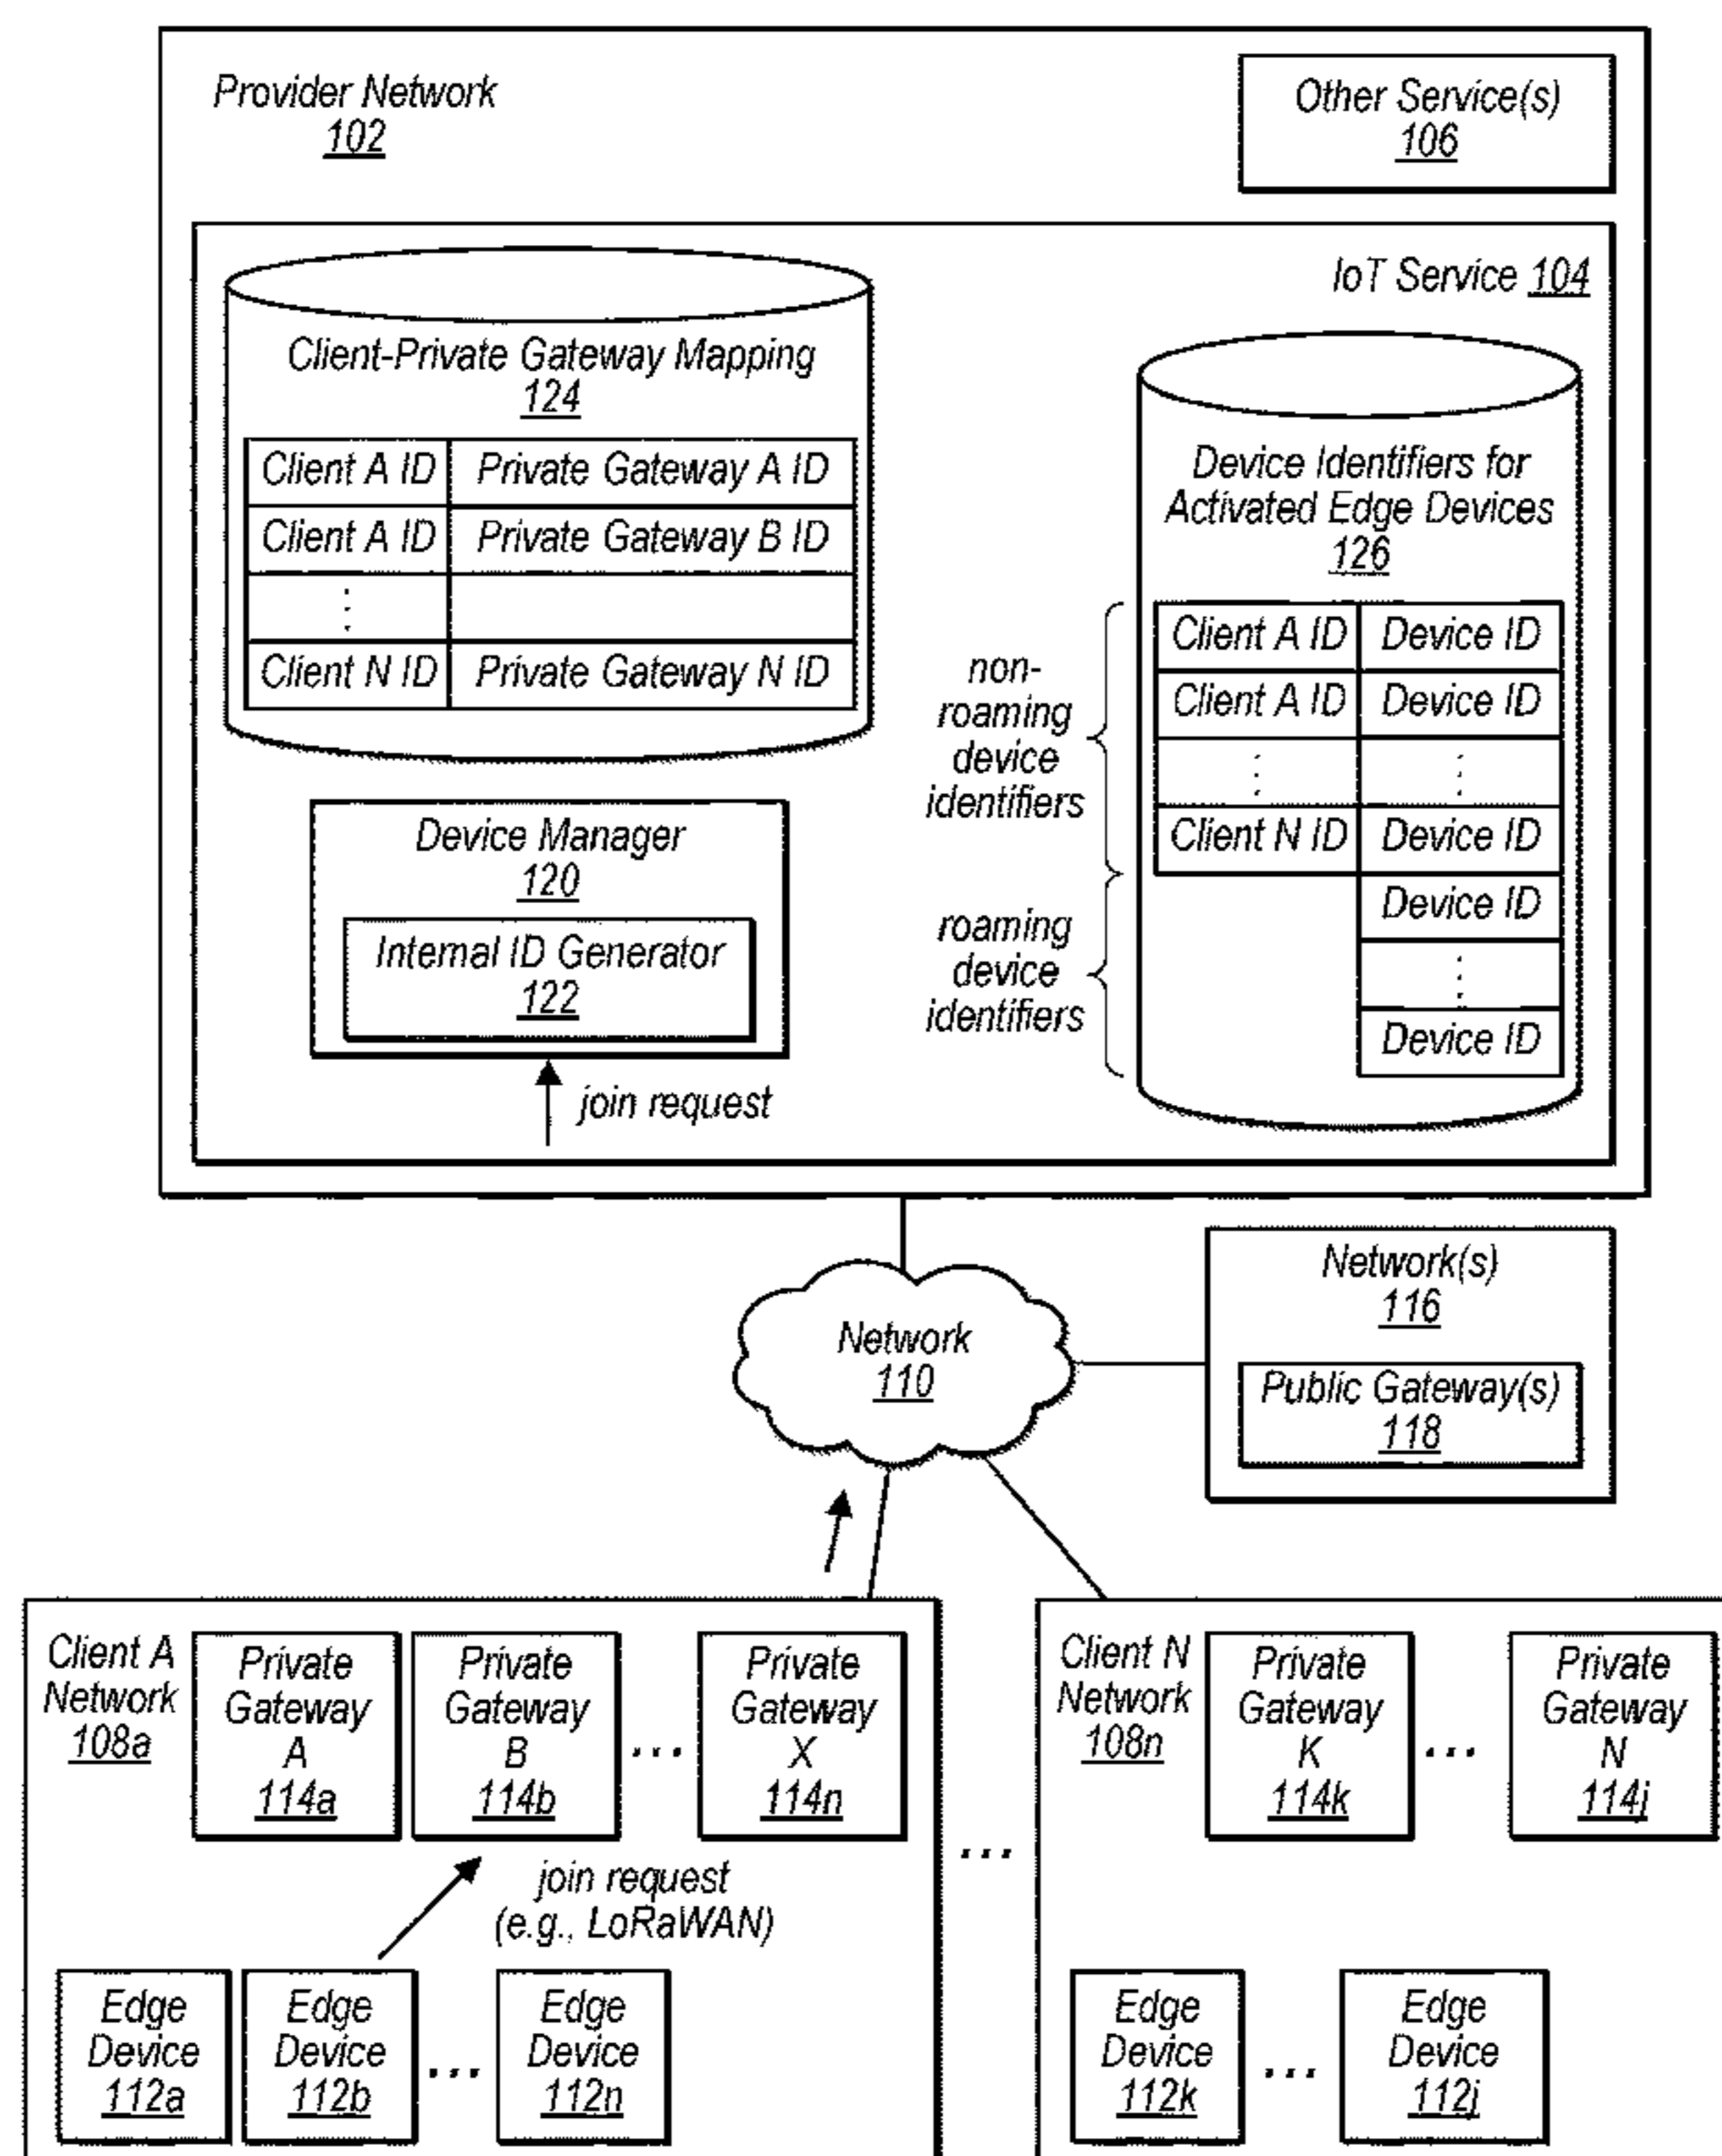 Provider Network
102
Other Service(s)
106
IoT Service 104
Client-Private Gateway Mapping
124
Client A ID Private Gateway A ID
Client A ID Private Gateway B ID
⋮
Client N ID Private Gateway N ID
Device Identifiers for
Activated Edge Devices
126
non-
roaming
device
identifiers
Client A ID Device ID
Client A ID Device ID
⋮ ⋮
Client N ID Device ID
roaming
device
identifiers
Device ID
⋮
Device ID
Device Manager
120
Internal ID Generator
122
join request
Network
110
Network(s)
116
Public Gateway(s)
118
Client A
Network
108a
Private
Gateway
A
114a
Private
Gateway
B
114b
...
Private
Gateway
X
114n
join request
(e.g., LoRaWAN)
Edge
Device
112a
Edge
Device
112b
...
Edge
Device
112n
...
Client N
Network
108n
Private
Gateway
K
114k
...
Private
Gateway
N
114j
Edge
Device
112k
...
Edge
Device
112j